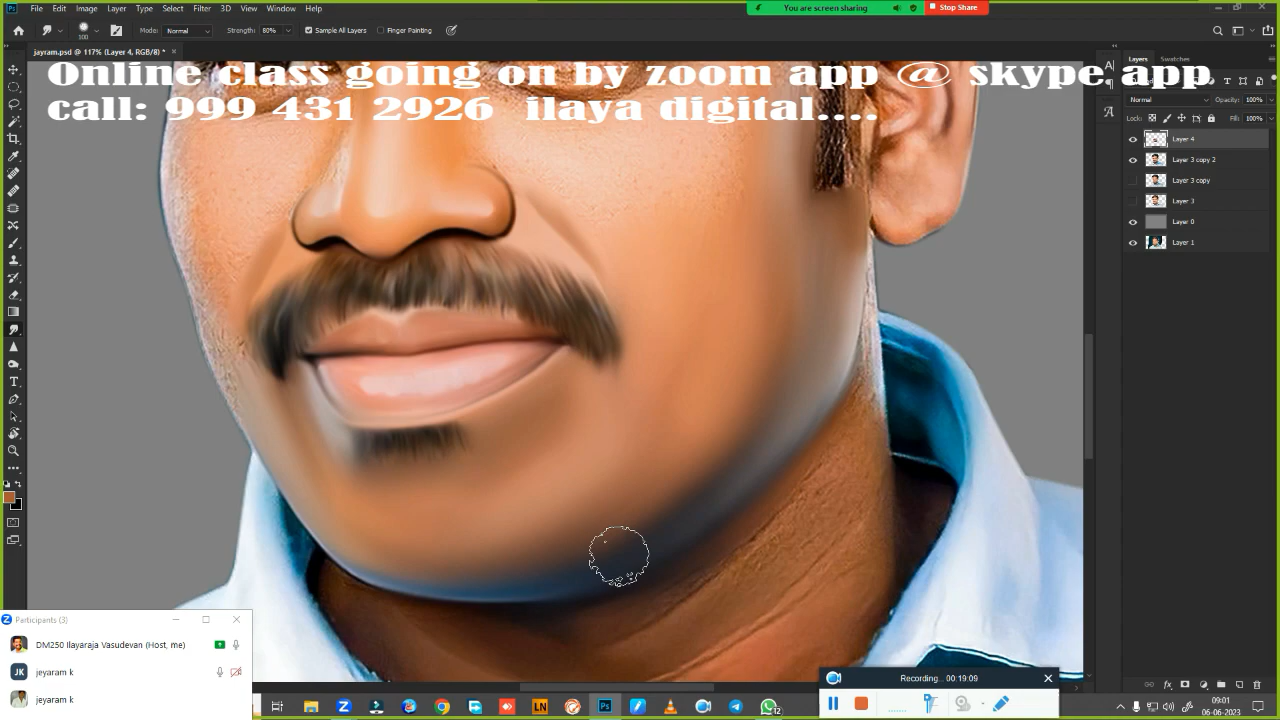 File Edit Image Layer Type Select Filter 3D View Window Help
You are screen sharing Stop Share
100 Mode: Normal Strength: 80% Sample All Layers Finger Painting
jayram.psd @ 117% (Layer 4, RGB/8) *
Online class going on by zoom app @ skype app
call: 999 431 2926 ilaya digital....
Layers Swatches
Normal Opacity: 100%
Lock: Fill: 100%
Layer 4
Layer 3 copy 2
Layer 3 copy
Layer 3
Layer 0
Layer 1
Participants (3)
DM250 Ilayaraja Vasudevan (Host, me)
JK jeyaram k
jeyaram k
Recording... 00:19:09
12
09:01
06-06-2023